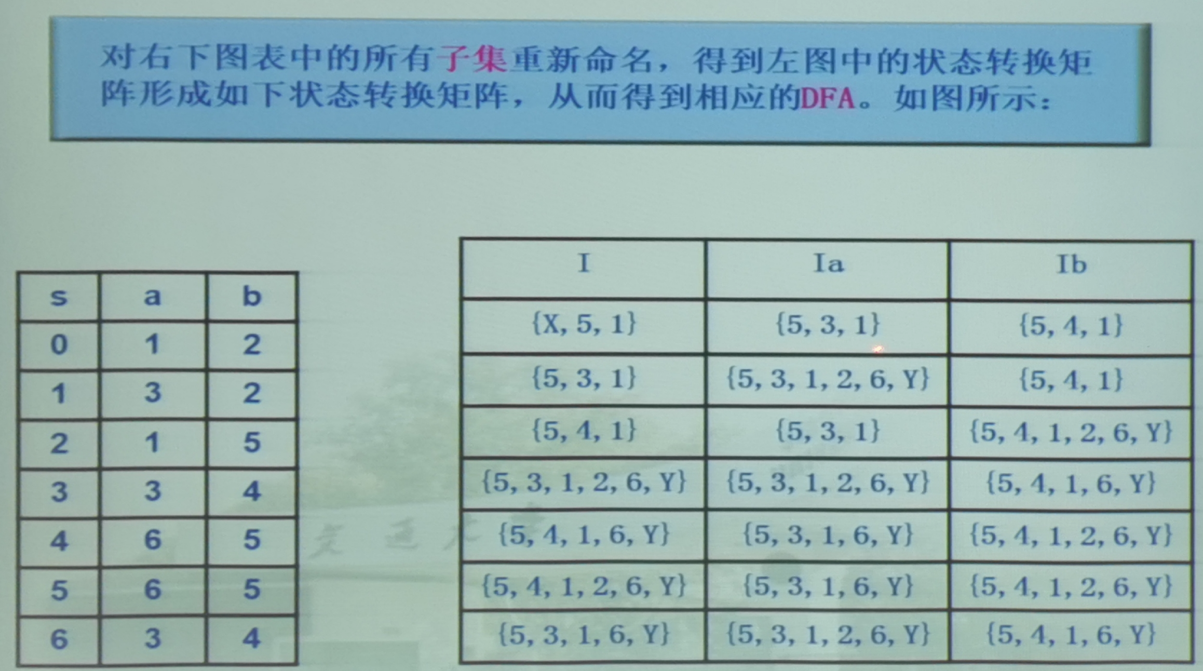 对右下图表中的所有子集重新命名，得到左图中的状态转换矩
阵形成如下状态转换矩阵，从而得到相应的DFA。如图所示：
s a b
0 1 2
1 3 2
2 1 5
3 3 4
4 6 5
5 6 5
6 3 4
I Ia Ib
{X, 5, 1} {5, 3, 1} {5, 4, 1}
{5, 3, 1} {5, 3, 1, 2, 6, Y} {5, 4, 1}
{5, 4, 1} {5, 3, 1} {5, 4, 1, 2, 6, Y}
{5, 3, 1, 2, 6, Y} {5, 3, 1, 2, 6, Y} {5, 4, 1, 6, Y}
{5, 4, 1, 6, Y} {5, 3, 1, 6, Y} {5, 4, 1, 2, 6, Y}
{5, 4, 1, 2, 6, Y} {5, 3, 1, 6, Y} {5, 4, 1, 2, 6, Y}
{5, 3, 1, 6, Y} {5, 3, 1, 2, 6, Y} {5, 4, 1, 6, Y}